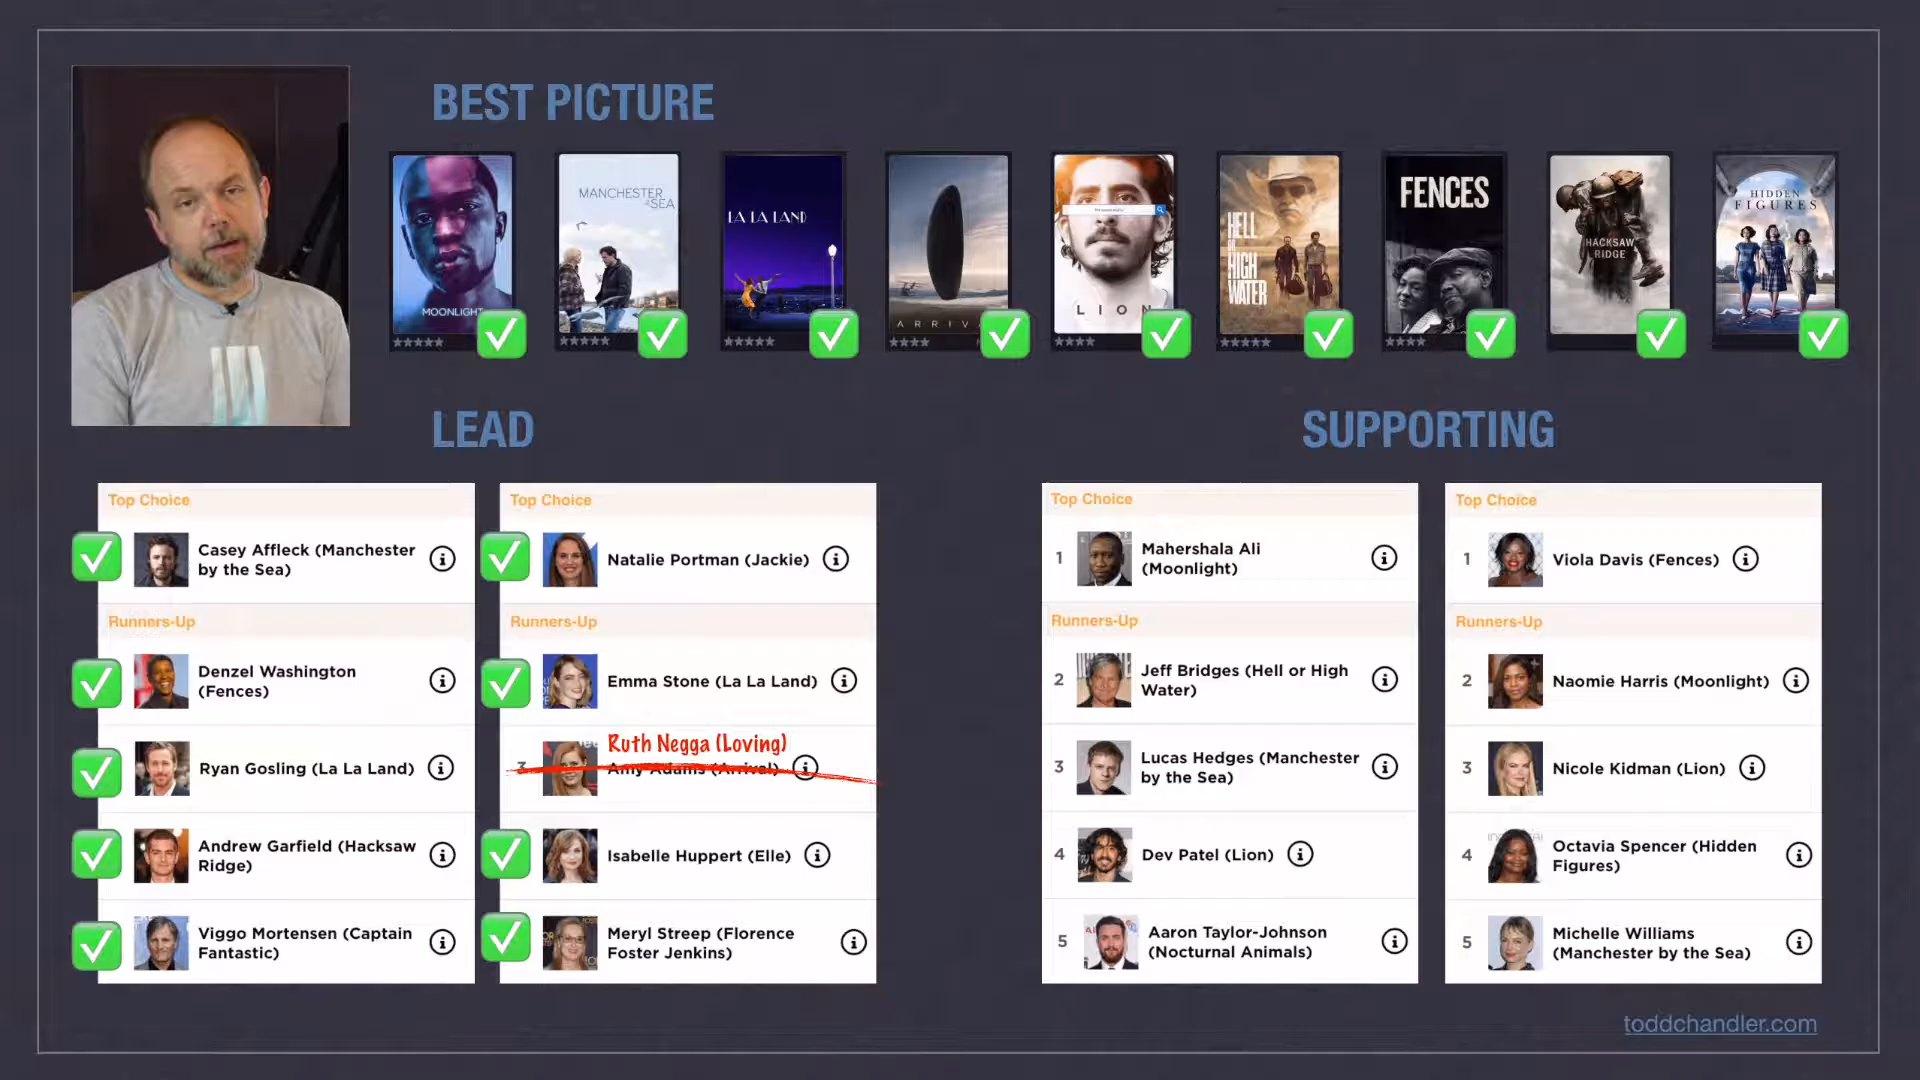 BEST PICTURE
MOONLIGHT
MANCHESTER
SEA
LA LA LAND
LION
HELL
OR
HIGH
WATER
FENCES
HACKSAW
RIDGE
HIDDEN
FIGURES
LEAD
SUPPORTING
Top Choice
Casey Affleck (Manchester
by the Sea)
Runners-Up
Denzel Washington
(Fences)
Ryan Gosling (La La Land)
Andrew Garfield (Hacksaw
Ridge)
Viggo Mortensen (Captain
Fantastic)
Top Choice
Natalie Portman (Jackie)
Runners-Up
Emma Stone (La La Land)
Ruth Negga (Loving)
3 Amy Adams (Arrival)
Isabelle Huppert (Elle)
Meryl Streep (Florence
Foster Jenkins)
Top Choice
1 Mahershala Ali
(Moonlight)
Runners-Up
2 Jeff Bridges (Hell or High
Water)
3 Lucas Hedges (Manchester
by the Sea)
4 Dev Patel (Lion)
5 Aaron Taylor-Johnson
(Nocturnal Animals)
Top Choice
1 Viola Davis (Fences)
Runners-Up
2 Naomie Harris (Moonlight)
3 Nicole Kidman (Lion)
4 Octavia Spencer (Hidden
Figures)
5 Michelle Williams
(Manchester by the Sea)
toddchandler.com